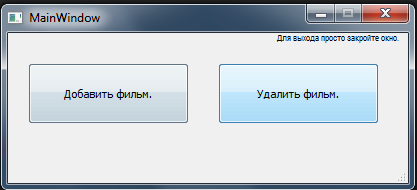 MainWindow
Для выхода просто закройте окно.
Добавить фильм.
Удалить фильм.